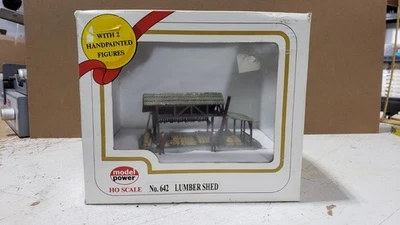 WITH 2
HANDPAINTED
FIGURES
model
power
HO SCALE No. 642 LUMBER SHED